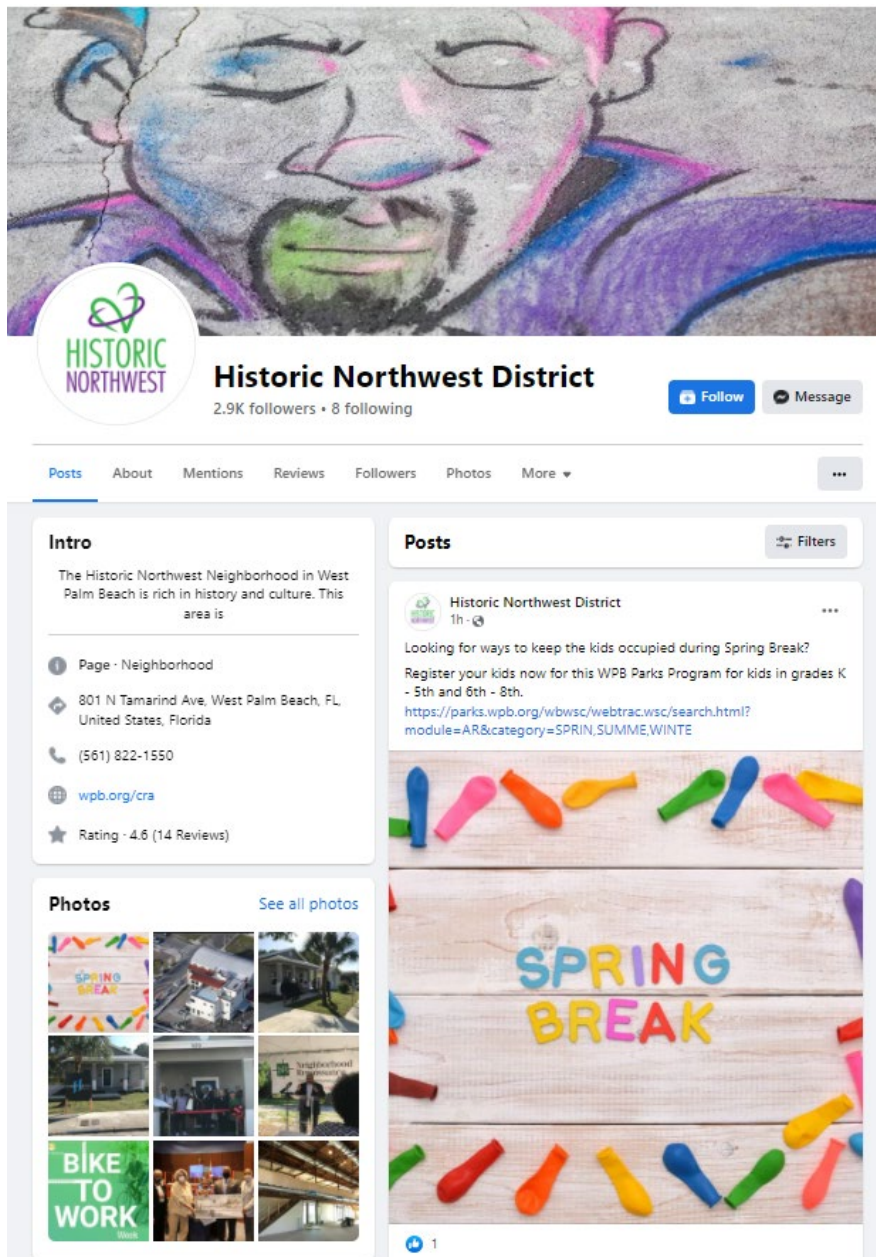 HISTORIC
NORTHWEST
Historic Northwest District
2.9K followers • 8 following
Follow
Message
Posts
About
Mentions
Reviews
Followers
Photos
More
Intro
The Historic Northwest Neighborhood in West
Palm Beach is rich in history and culture. This
area is
Page · Neighborhood
801 N Tamarind Ave, West Palm Beach, FL,
United States, Florida
(561) 822-1550
wpb.org/cra
Rating · 4.6 (14 Reviews)
Photos
See all photos
SPRING
BREAK
Neighborhood
Renaissance
BIKE
TO
WORK
Week
Posts
Filters
HISTORIC
NORTHWEST
Historic Northwest District
1h ·
Looking for ways to keep the kids occupied during Spring Break?
Register your kids now for this WPB Parks Program for kids in grades K
- 5th and 6th - 8th.
https://parks.wpb.org/wbwsc/webtrac.wsc/search.html?
module=AR&category=SPRIN,SUMME,WINTE
SPRING
BREAK
1